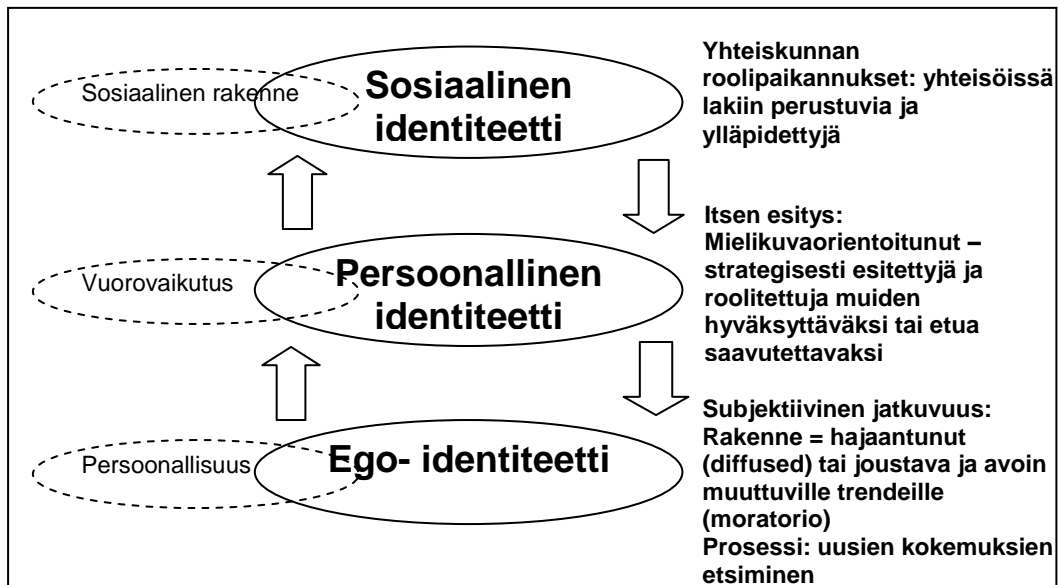 Sosiaalinen rakenne
Sosiaalinen
identiteetti
Yhteiskunnan
roolipaikannukset: yhteisöissä
lakiin perustuvia ja
ylläpidettyjä
Vuorovaikutus
Persoonallinen
identiteetti
Itsen esitys:
Mielikuvaorientoitunut –
strategisesti esitettyjä ja
roolitettuja muiden
hyväksyttäväksi tai etua
saavutettavaksi
Persoonallisuus
Ego- identiteetti
Subjektiivinen jatkuvuus:
Rakenne = hajaantunut
(diffused) tai joustava ja avoin
muuttuville trendeille
(moratorio)
Prosessi: uusien kokemuksien
etsiminen